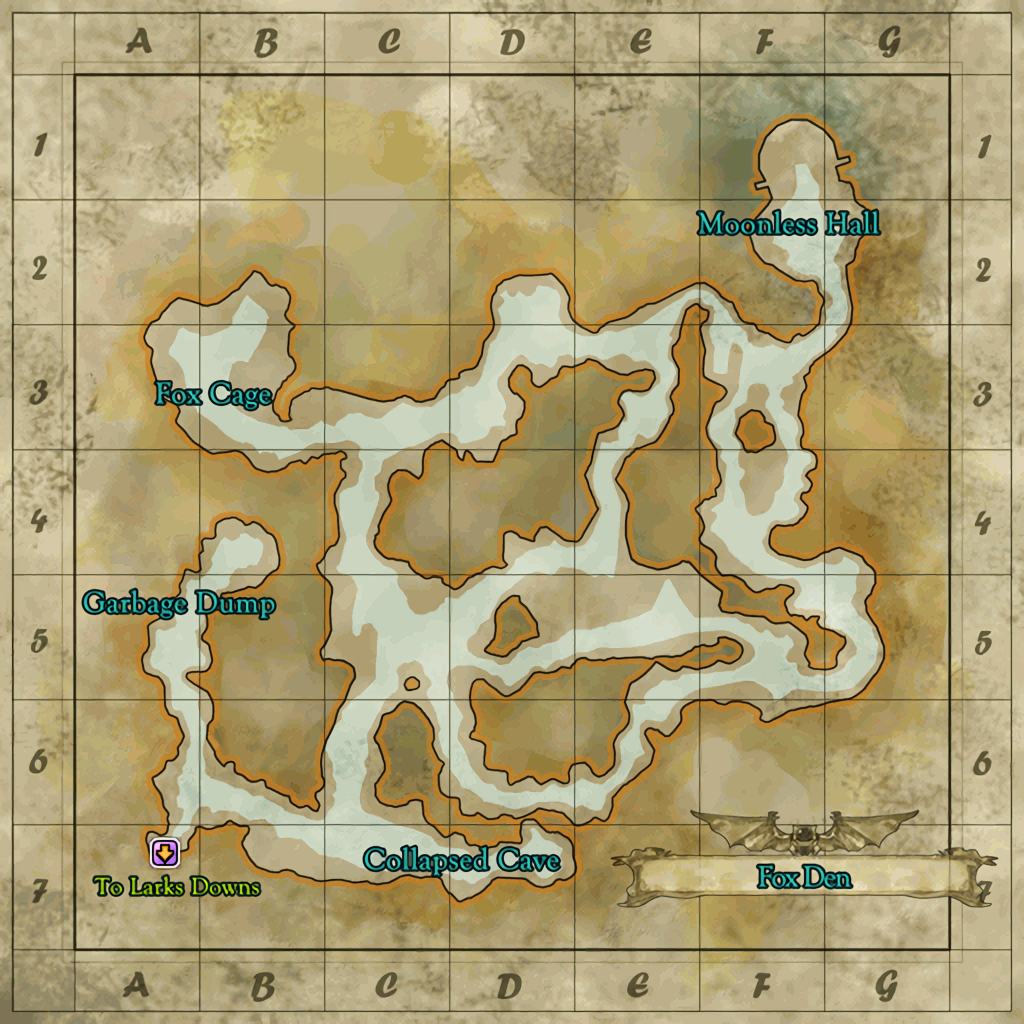 A B C D E F G
1 1
Moonless Hall
2 2
Fox Cage
3 3
4 4
Garbage Dump
5 5
6 6
Collapsed Cave
Fox Den
To Larks Downs
7 7
A B C D E F G